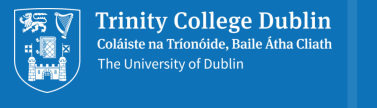 Trinity College Dublin
Coláiste na Tríonóide, Baile Átha Cliath
The University of Dublin